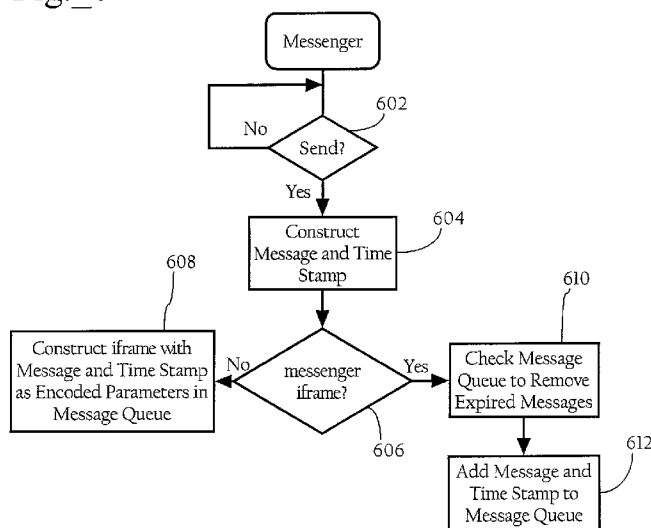 Messenger
602
No
Send?
Yes
604
Construct
Message and Time
Stamp
608
610
Construct iframe with
Message and Time Stamp
as Encoded Parameters in
Message Queue
No
messenger
iframe?
Yes
Check Message
Queue to Remove
Expired Messages
606
612
Add Message and
Time Stamp to
Message Queue